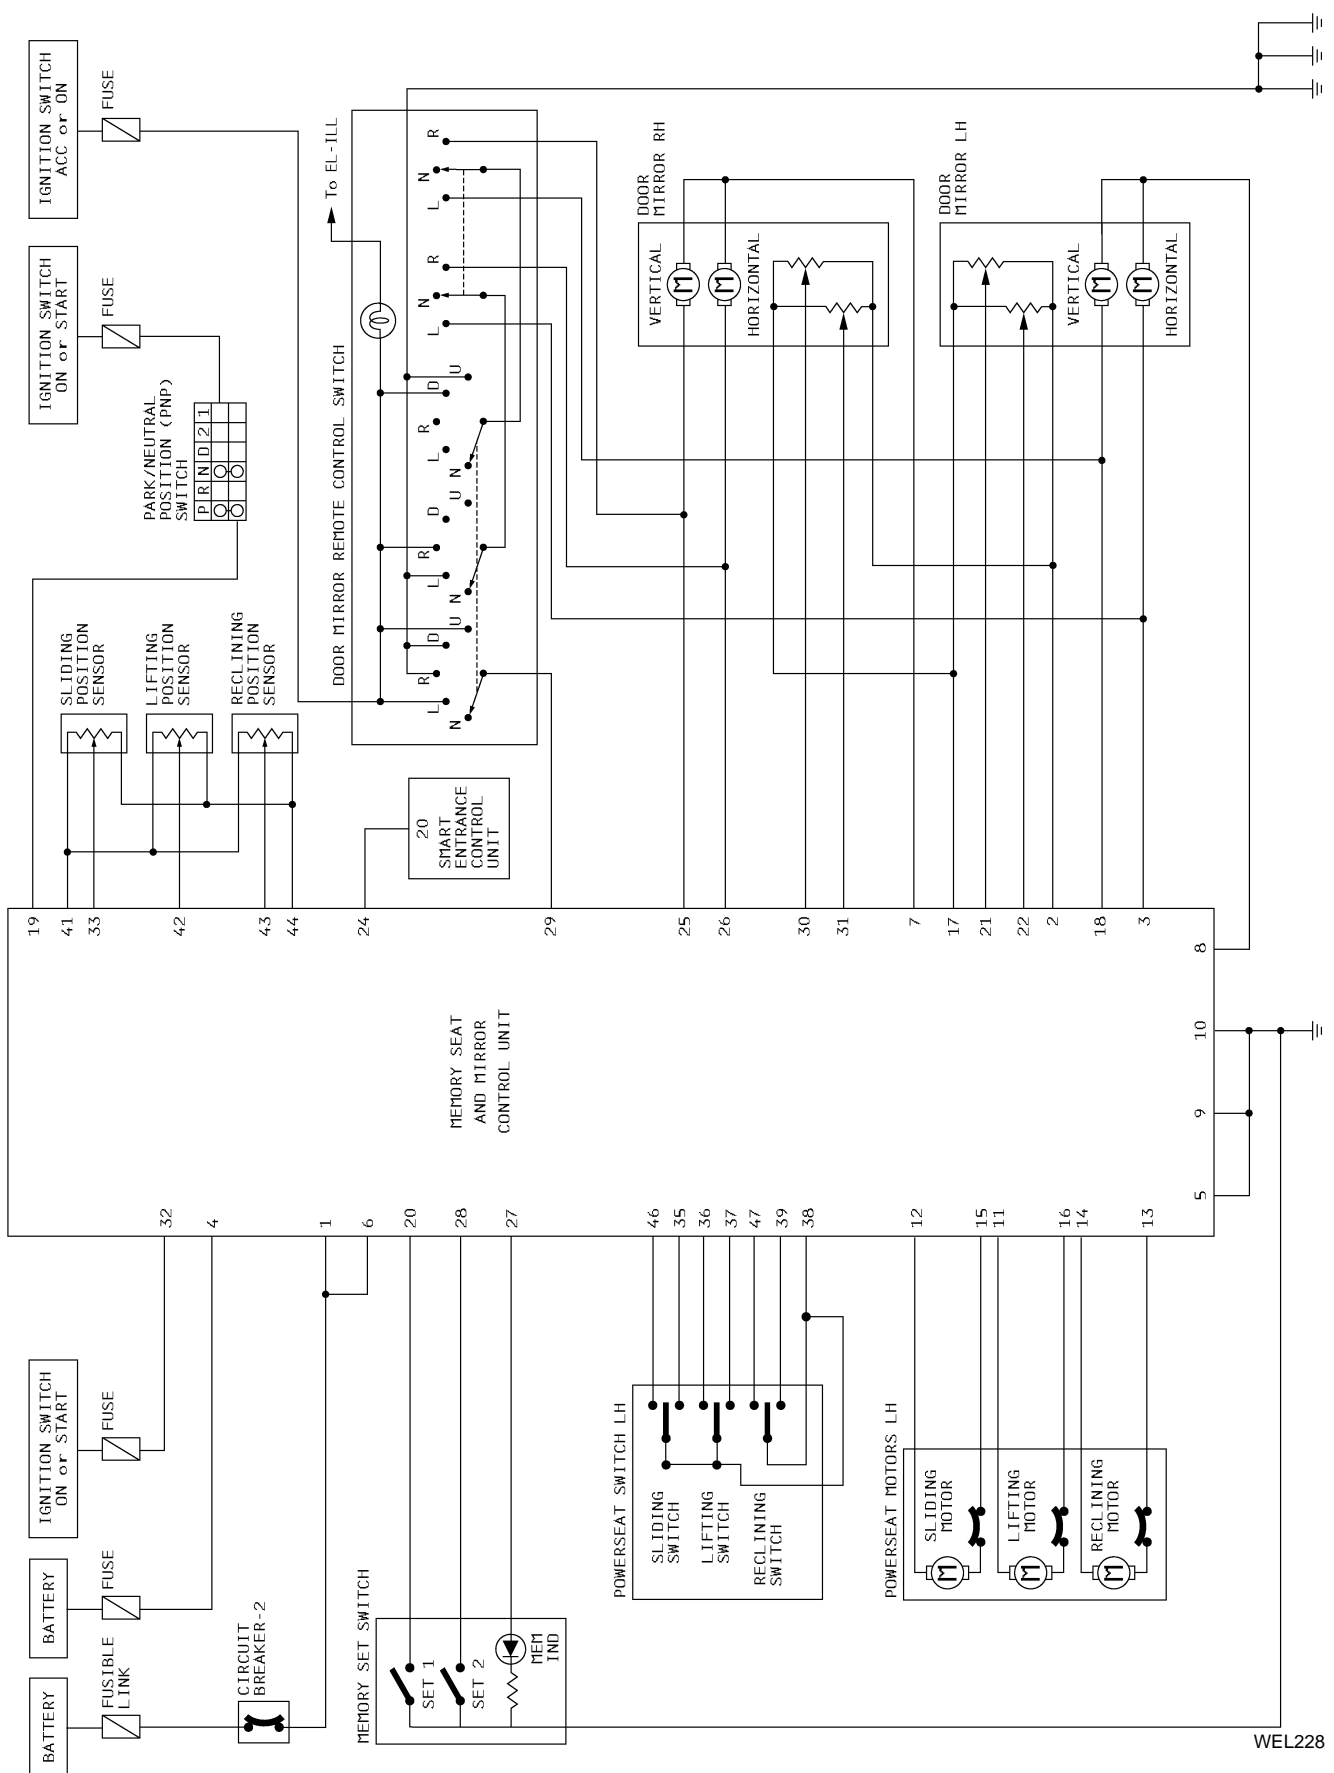 BATTERY
FUSIBLE
LINK
CIRCUIT
BREAKER-2
BATTERY
FUSE
IGNITION SWITCH
ON or START
FUSE
IGNITION SWITCH
ON or START
FUSE
IGNITION SWITCH
ACC or ON
FUSE
PARK/NEUTRAL
POSITION (PNP)
SWITCH
P R N D 2 1
SLIDING
POSITION
SENSOR
LIFTING
POSITION
SENSOR
RECLINING
POSITION
SENSOR
DOOR MIRROR REMOTE CONTROL SWITCH
To EL-ILL
N L R D U
N L R D U
N L R D U
L N R
L N R
20
SMART
ENTRANCE
CONTROL
UNIT
DOOR
MIRROR RH
VERTICAL
M
M
HORIZONTAL
DOOR
MIRROR LH
VERTICAL
M
M
HORIZONTAL
19
41
33
42
43
44
24
29
25
26
30
31
7
17
21
22
2
18
3
8
10
9
5
MEMORY SEAT
AND MIRROR
CONTROL UNIT
32
4
1
6
20
28
27
46
35
36
37
47
39
38
12
15
11
16
14
13
MEMORY SET SWITCH
SET 1
SET 2
MEM
IND
POWERSEAT SWITCH LH
SLIDING
SWITCH
LIFTING
SWITCH
RECLINING
SWITCH
POWERSEAT MOTORS LH
SLIDING
MOTOR
M
LIFTING
MOTOR
M
RECLINING
MOTOR
M
WEL228